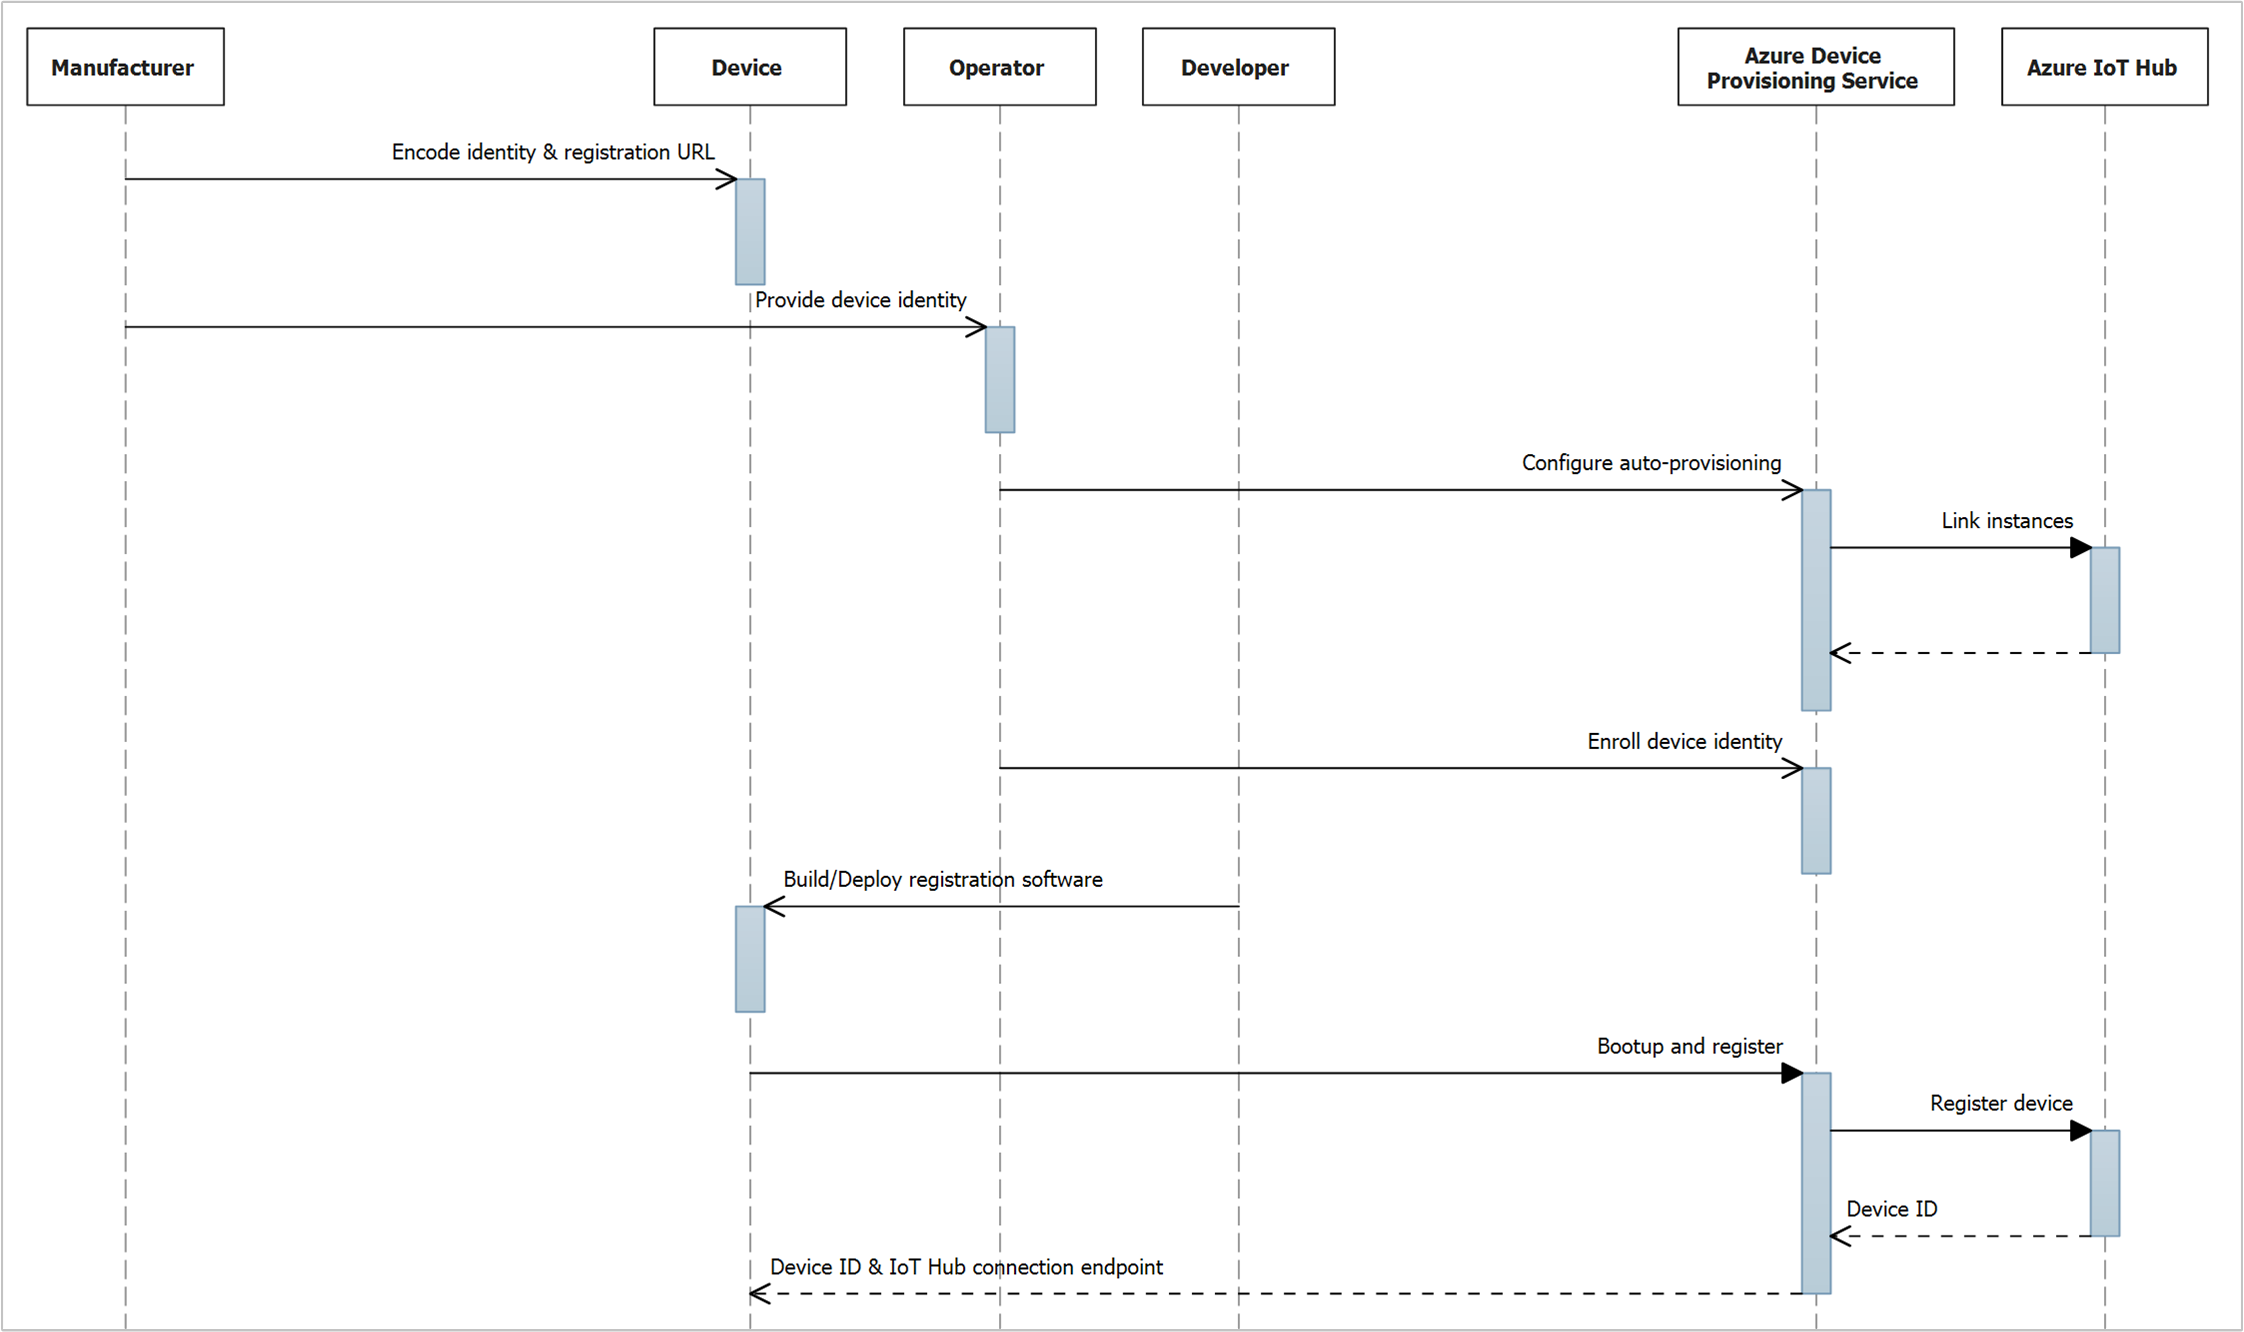 Manufacturer
Device
Operator
Developer
Azure Device
Provisioning Service
Azure IoT Hub
Encode identity & registration URL
Provide device identity
Configure auto-provisioning
Link instances
Enroll device identity
Build/Deploy registration software
Bootup and register
Register device
Device ID
Device ID & IoT Hub connection endpoint